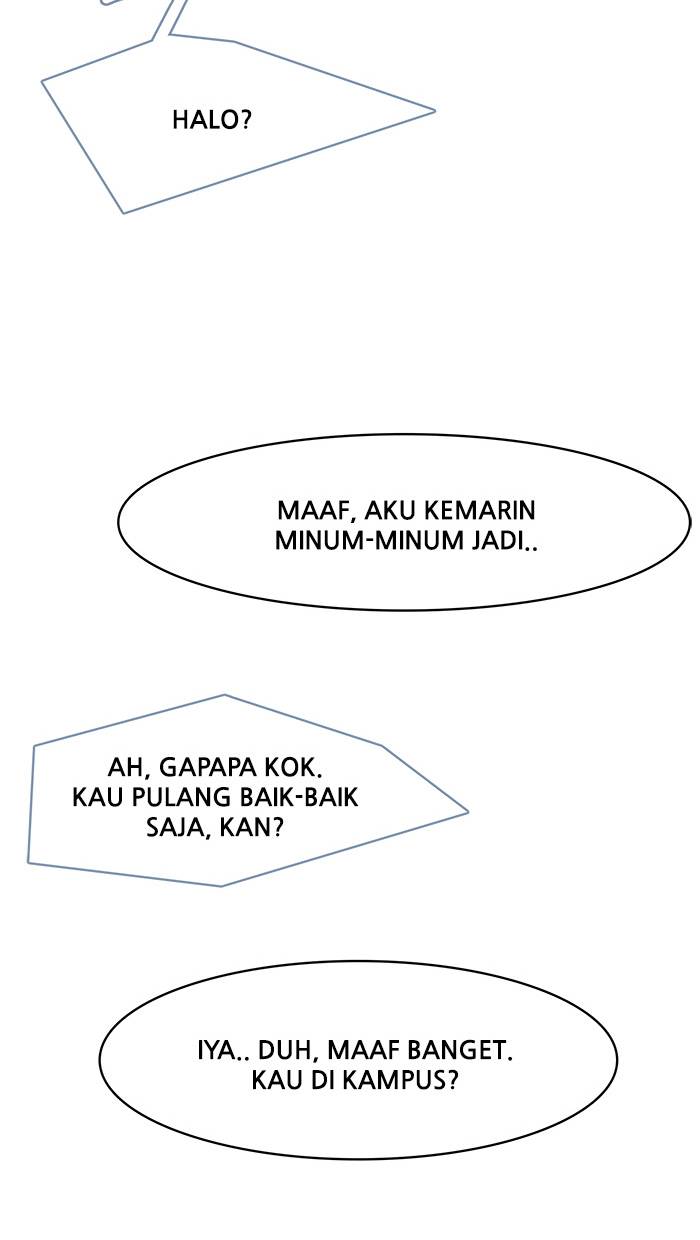 HALO?
MAAF, AKU KEMARIN
MINUM-MINUM JADI..
AH, GAPAPA KOK.
KAU PULANG BAIK-BAIK
SAJA, KAN?
IYA.. DUH, MAAF BANGET.
KAU DI KAMPUS?